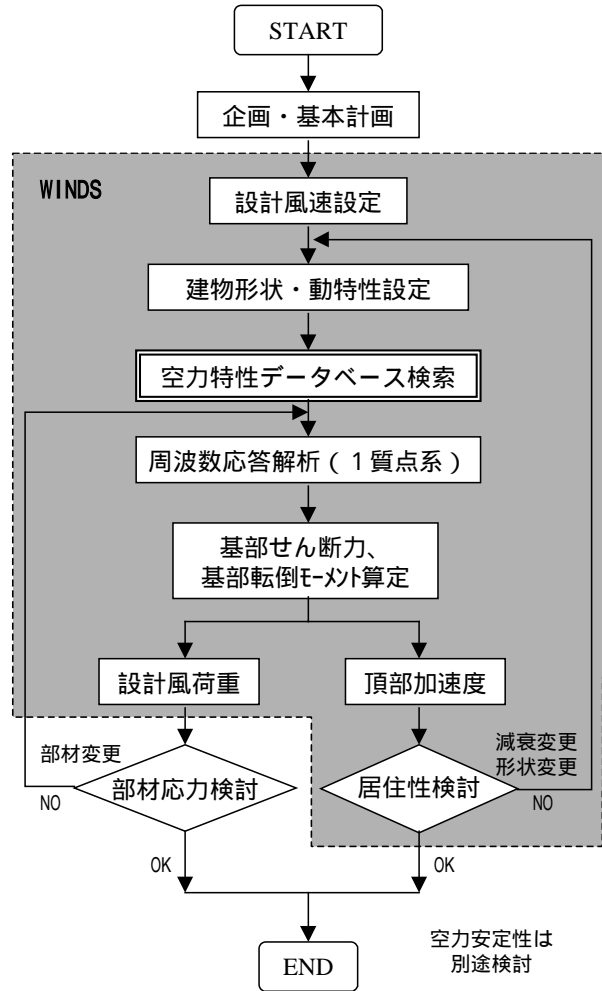 START
企画・基本計画
WINDS
設計風速設定
建物形状・動特性設定
空力特性データベース検索
周波数応答解析(１質点系)
基部せん断力、
基部転倒ﾓｰﾒﾝﾄ算定
設計風荷重
頂部加速度
部材変更
部材応力検討
NO
減衰変更
形状変更
居住性検討
NO
OK
OK
END
空力安定性は
別途検討